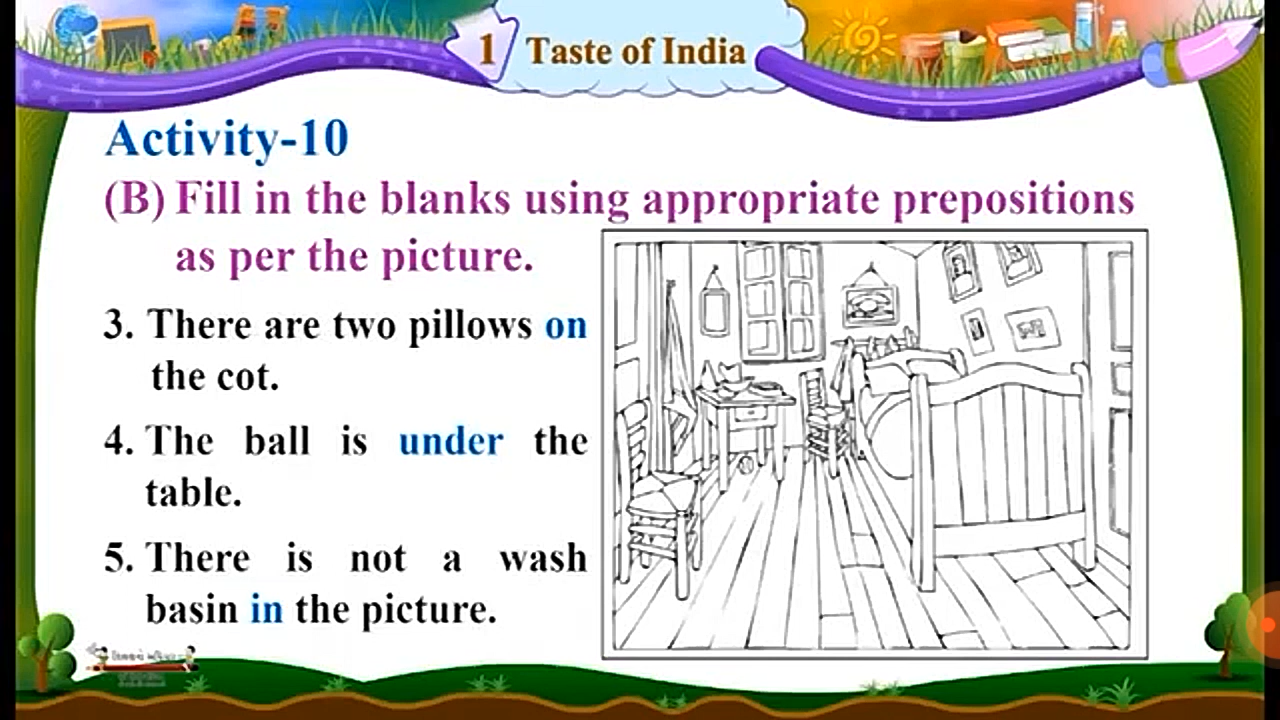 1 Taste of India
Activity-10
(B) Fill in the blanks using appropriate prepositions
as per the picture.
3. There are two pillows on
the cot.
4. The ball is under the
table.
5. There is not a wash
basin in the picture.